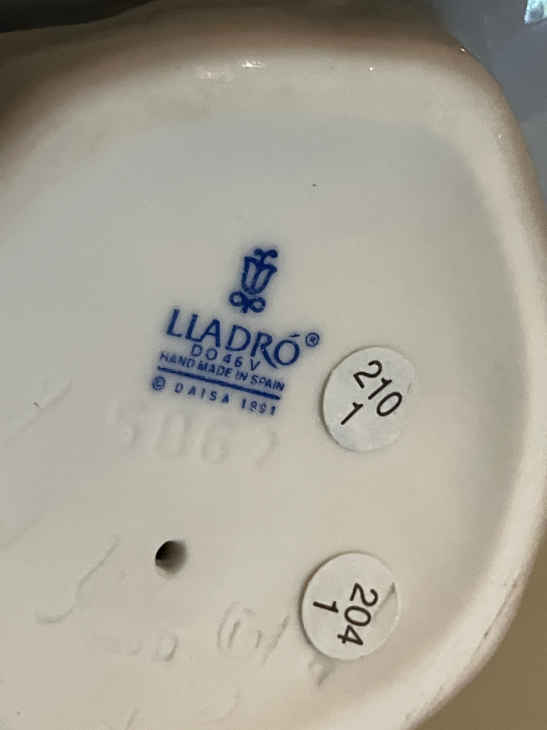 LLADRÓ®
DO46V
HAND MADE IN SPAIN
© DAISA 1991
210
1
204
1